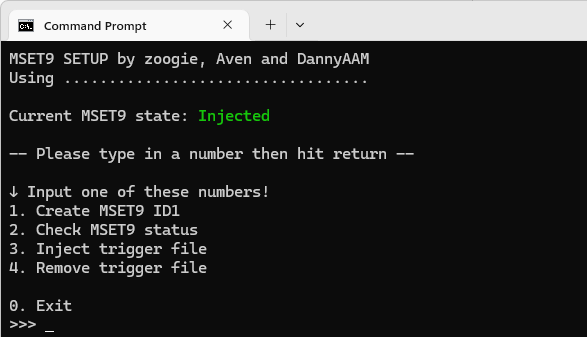 Command Prompt
MSET9 SETUP by zoogie, Aven and DannyAAM
Using ..................................
Current MSET9 state: Injected
-- Please type in a number then hit return --
↓ Input one of these numbers!
1. Create MSET9 ID1
2. Check MSET9 status
3. Inject trigger file
4. Remove trigger file
0. Exit
>>> _